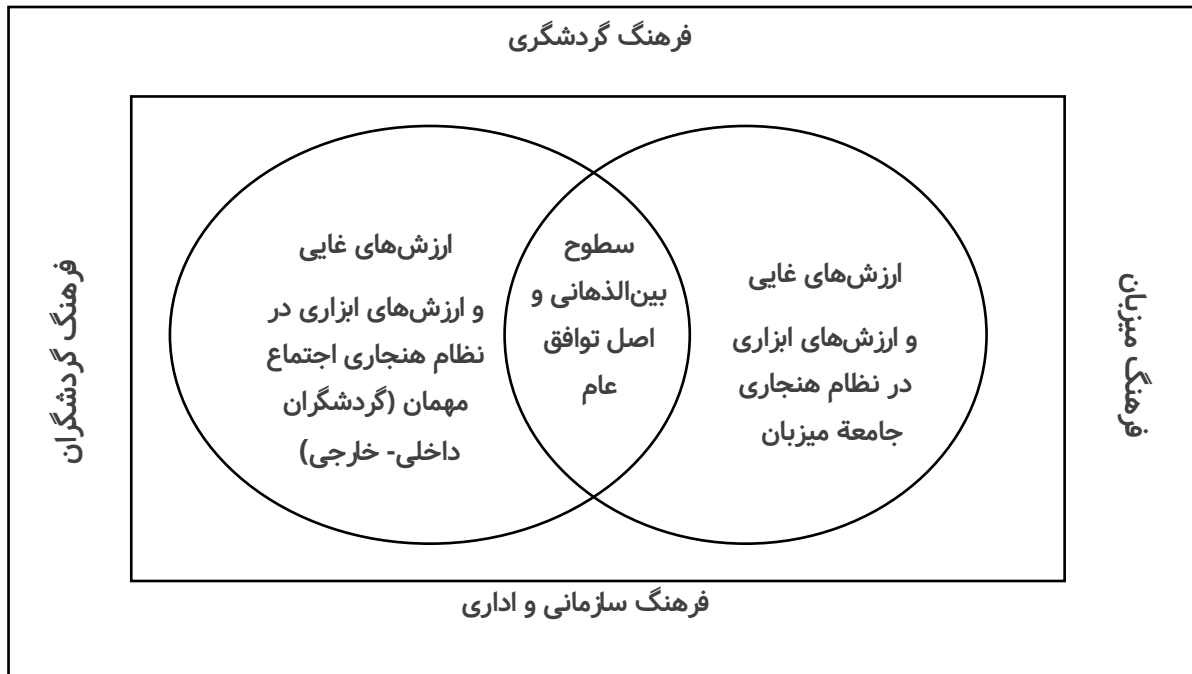 فرهنگ گردشگری
فرهنگ میزبان
ارزش‌های غایی
و ارزش‌های ابزاری
در نظام هنجاری
جامعة میزبان
سطوح
بین‌الذهانی و
اصل توافق
عام
ارزش‌های غایی
و ارزش‌های ابزاری در
نظام هنجاری اجتماع
مهمان (گردشگران
داخلی- خارجی)
فرهنگ گردشگران
فرهنگ سازمانی و اداری